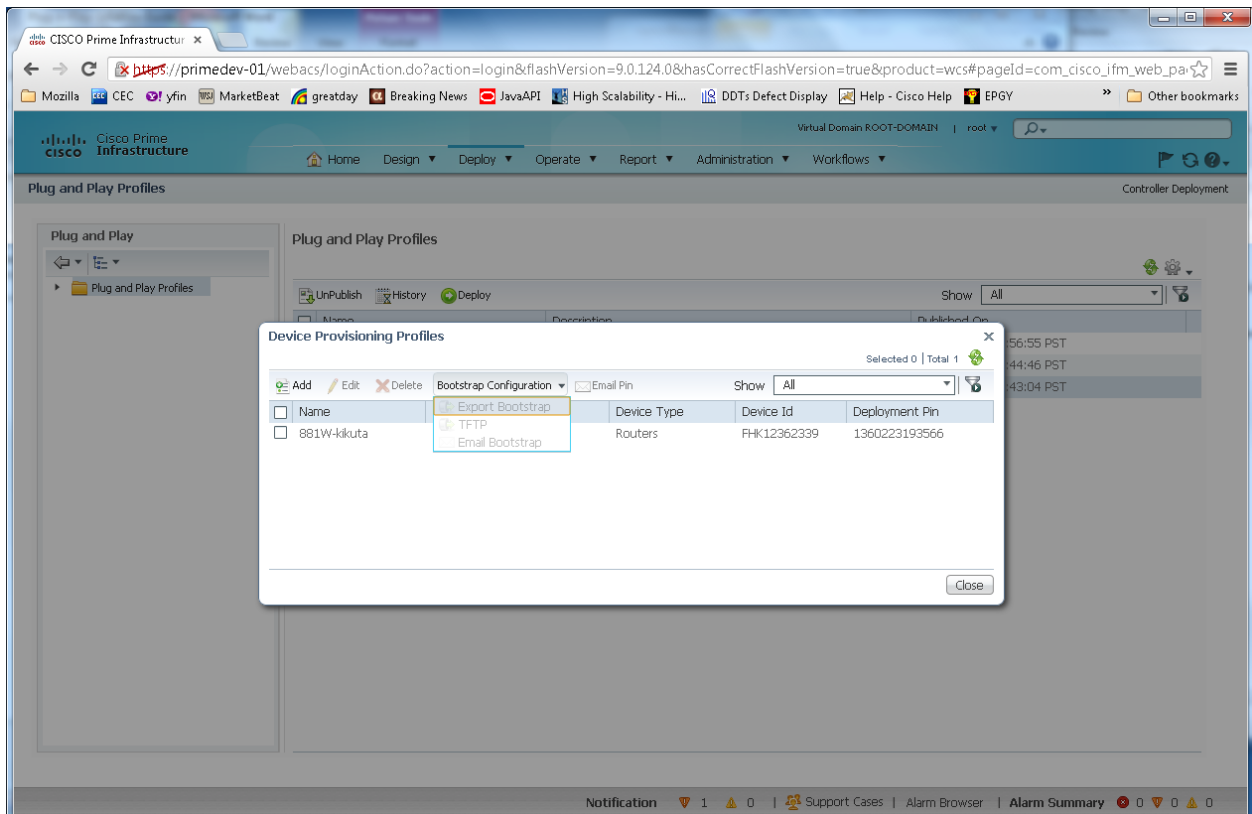 CISCO Prime Infrastructur
https://primedev-01/webacs/loginAction.do?action=login&flashVersion=9.0.124.0&hasCorrectFlashVersion=true&product=wcs#pageId=com_cisco_ifm_web_pa
Mozilla CEC yfin MarketBeat greatday Breaking News JavaAPI High Scalability - Hi... DDTs Defect Display Help - Cisco Help EPGY » Other bookmarks
Virtual Domain ROOT-DOMAIN | root
cisco Cisco Prime
Infrastructure
Home Design Deploy Operate Report Administration Workflows
Plug and Play Profiles Controller Deployment
Plug and Play
Plug and Play Profiles
Plug and Play Profiles
UnPublish History Deploy Show All
Name Description Published On
:56:55 PST
:44:46 PST
:43:04 PST
Device Provisioning Profiles
Selected 0 | Total 1
Add Edit Delete Bootstrap Configuration Email Pin Show All
Export Bootstrap
TFTP
Email Bootstrap
Name Device Type Device Id Deployment Pin
881W-kikuta Routers FHK12362339 1360223193566
Close
Notification 1 0 | Support Cases | Alarm Browser | Alarm Summary 0 0 0